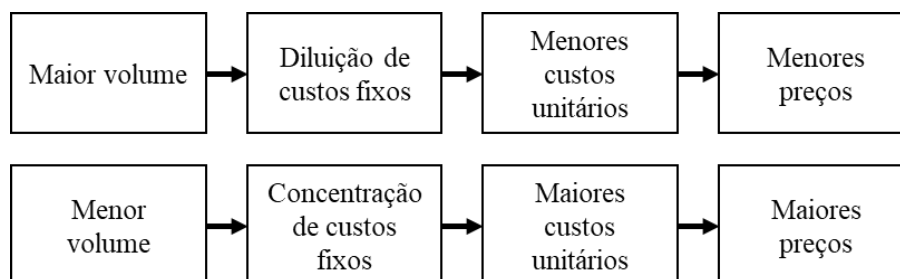 Maior volume
Diluição de
custos fixos
Menores
custos
unitários
Menores
preços
Menor
volume
Concentração
de custos
fixos
Maiores
custos
unitários
Maiores
preços